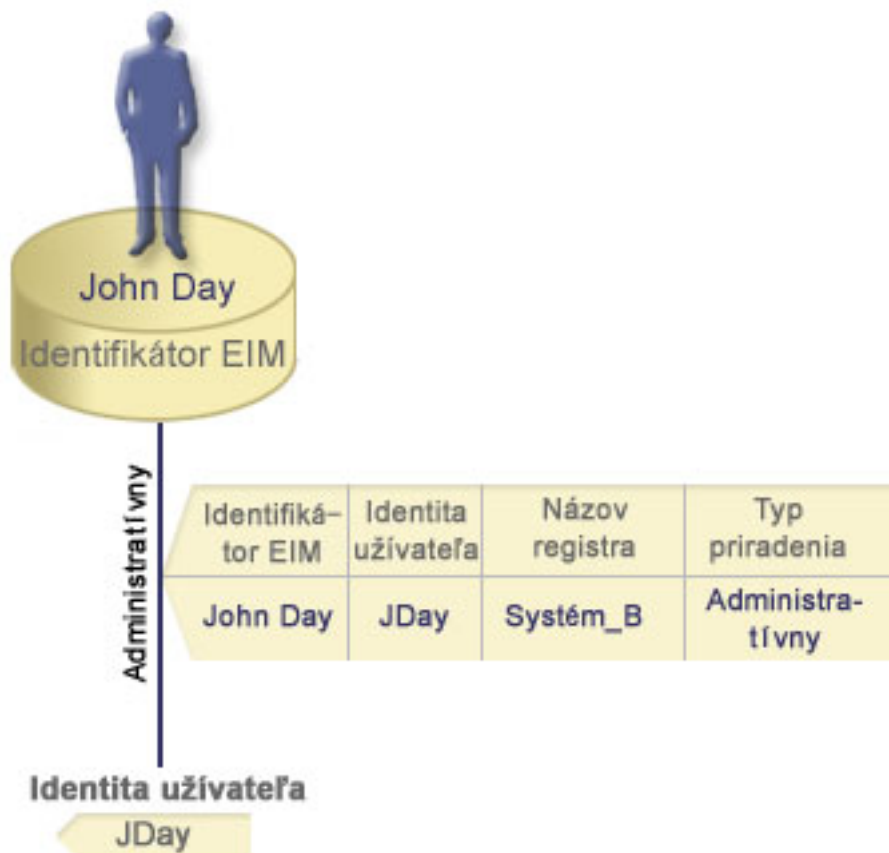 John Day
Identifikátor EIM
Administratívny
Identifiká–
tor EIM
Identita
užívateľa
Názov
registra
Typ
priradenia
John Day
JDay
Systém_B
Administra-
tívny
Identita užívateľa
JDay